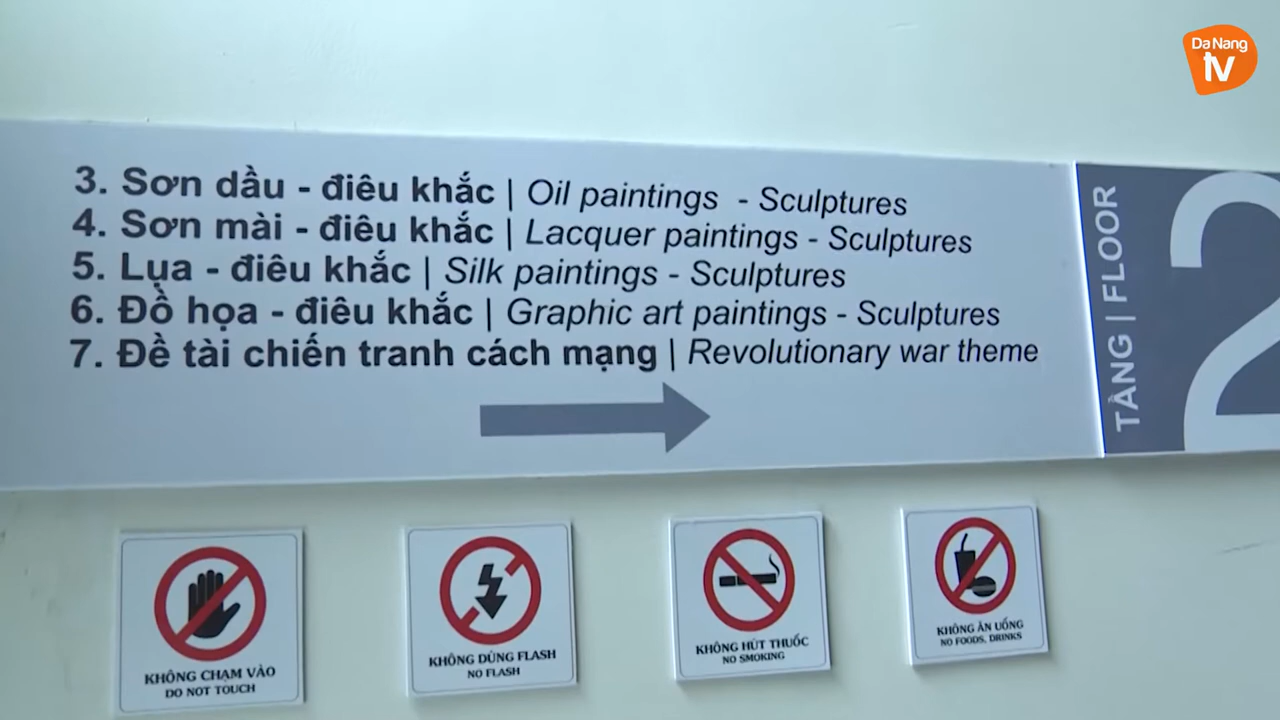 Da Nang
tv
3. Sơn dầu - điêu khắc | Oil paintings - Sculptures
4. Sơn mài - điêu khắc | Lacquer paintings - Sculptures
5. Lụa - điêu khắc | Silk paintings - Sculptures
6. Đồ họa - điêu khắc | Graphic art paintings - Sculptures
7. Đề tài chiến tranh cách mạng | Revolutionary war theme
TẦNG | FLOOR
2
KHÔNG CHẠM VÀO
DO NOT TOUCH
KHÔNG DÙNG FLASH
NO FLASH
KHÔNG HÚT THUỐC
NO SMOKING
KHÔNG ĂN UỐNG
NO FOODS, DRINKS